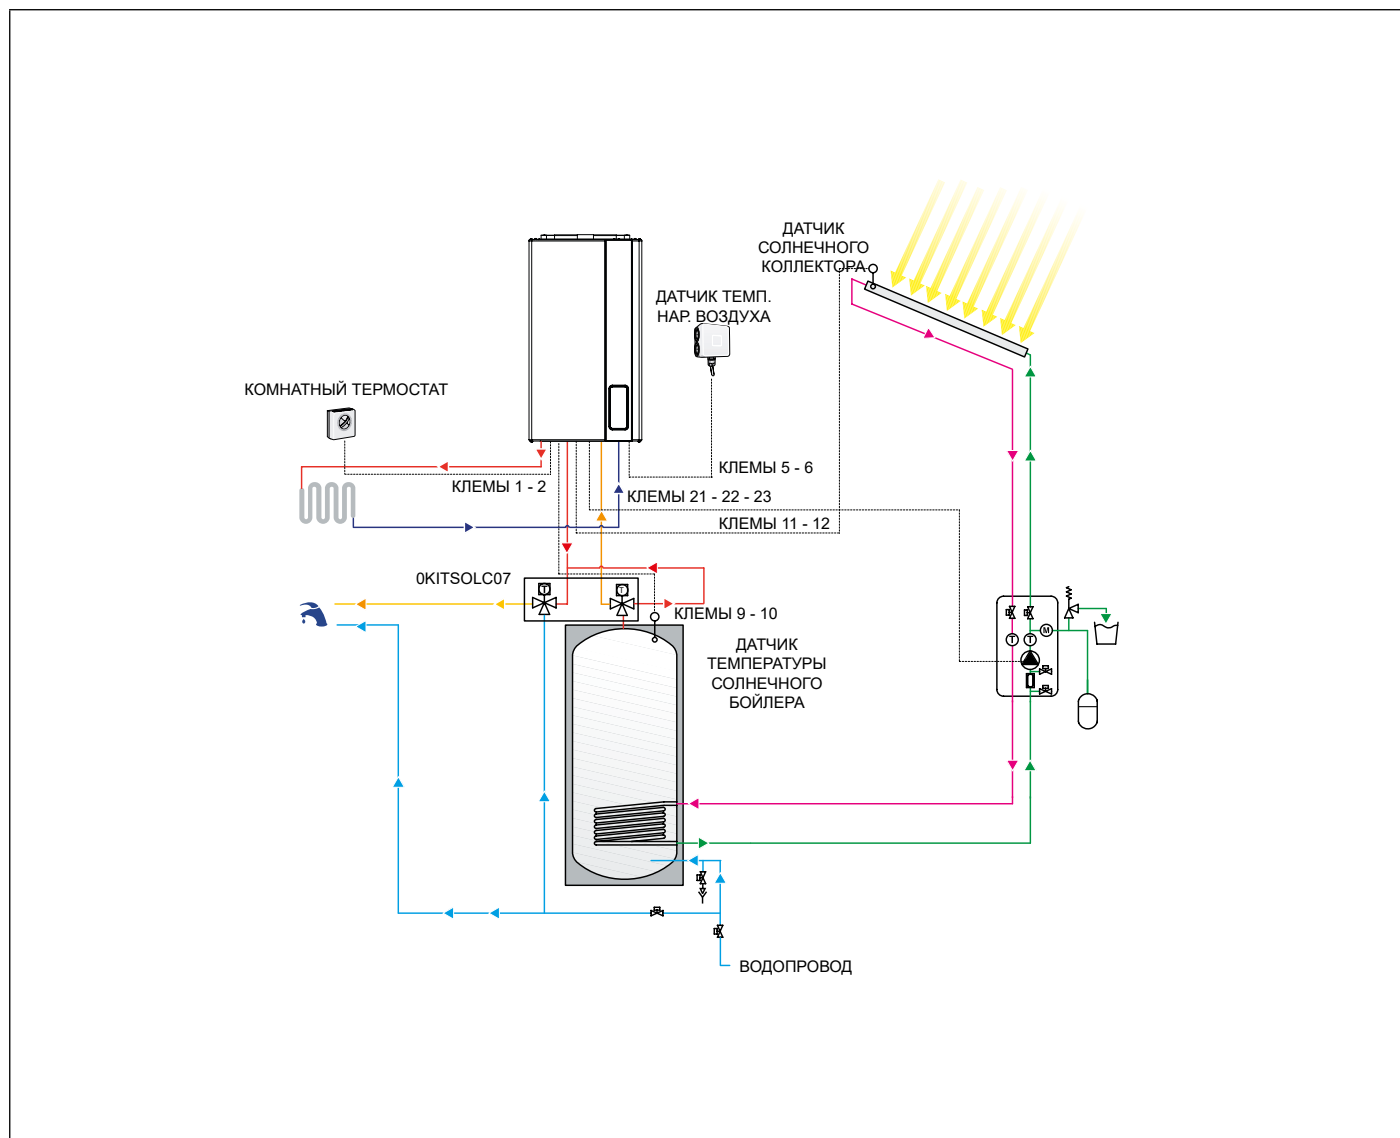 ДАТЧИК
СОЛНЕЧНОГО
КОЛЛЕКТОРА
ДАТЧИК ТЕМП.
НАР. ВОЗДУХА
КОМНАТНЫЙ ТЕРМОСТАТ
КЛЕМЫ 5 - 6
КЛЕМЫ 1 - 2
КЛЕМЫ 21 - 22 - 23
КЛЕМЫ 11 - 12
0KITSOLC07
T
T
КЛЕМЫ 9 - 10
ДАТЧИК
ТЕМПЕРАТУРЫ
СОЛНЕЧНОГО
БОЙЛЕРА
M
T
T
ВОДОПРОВОД